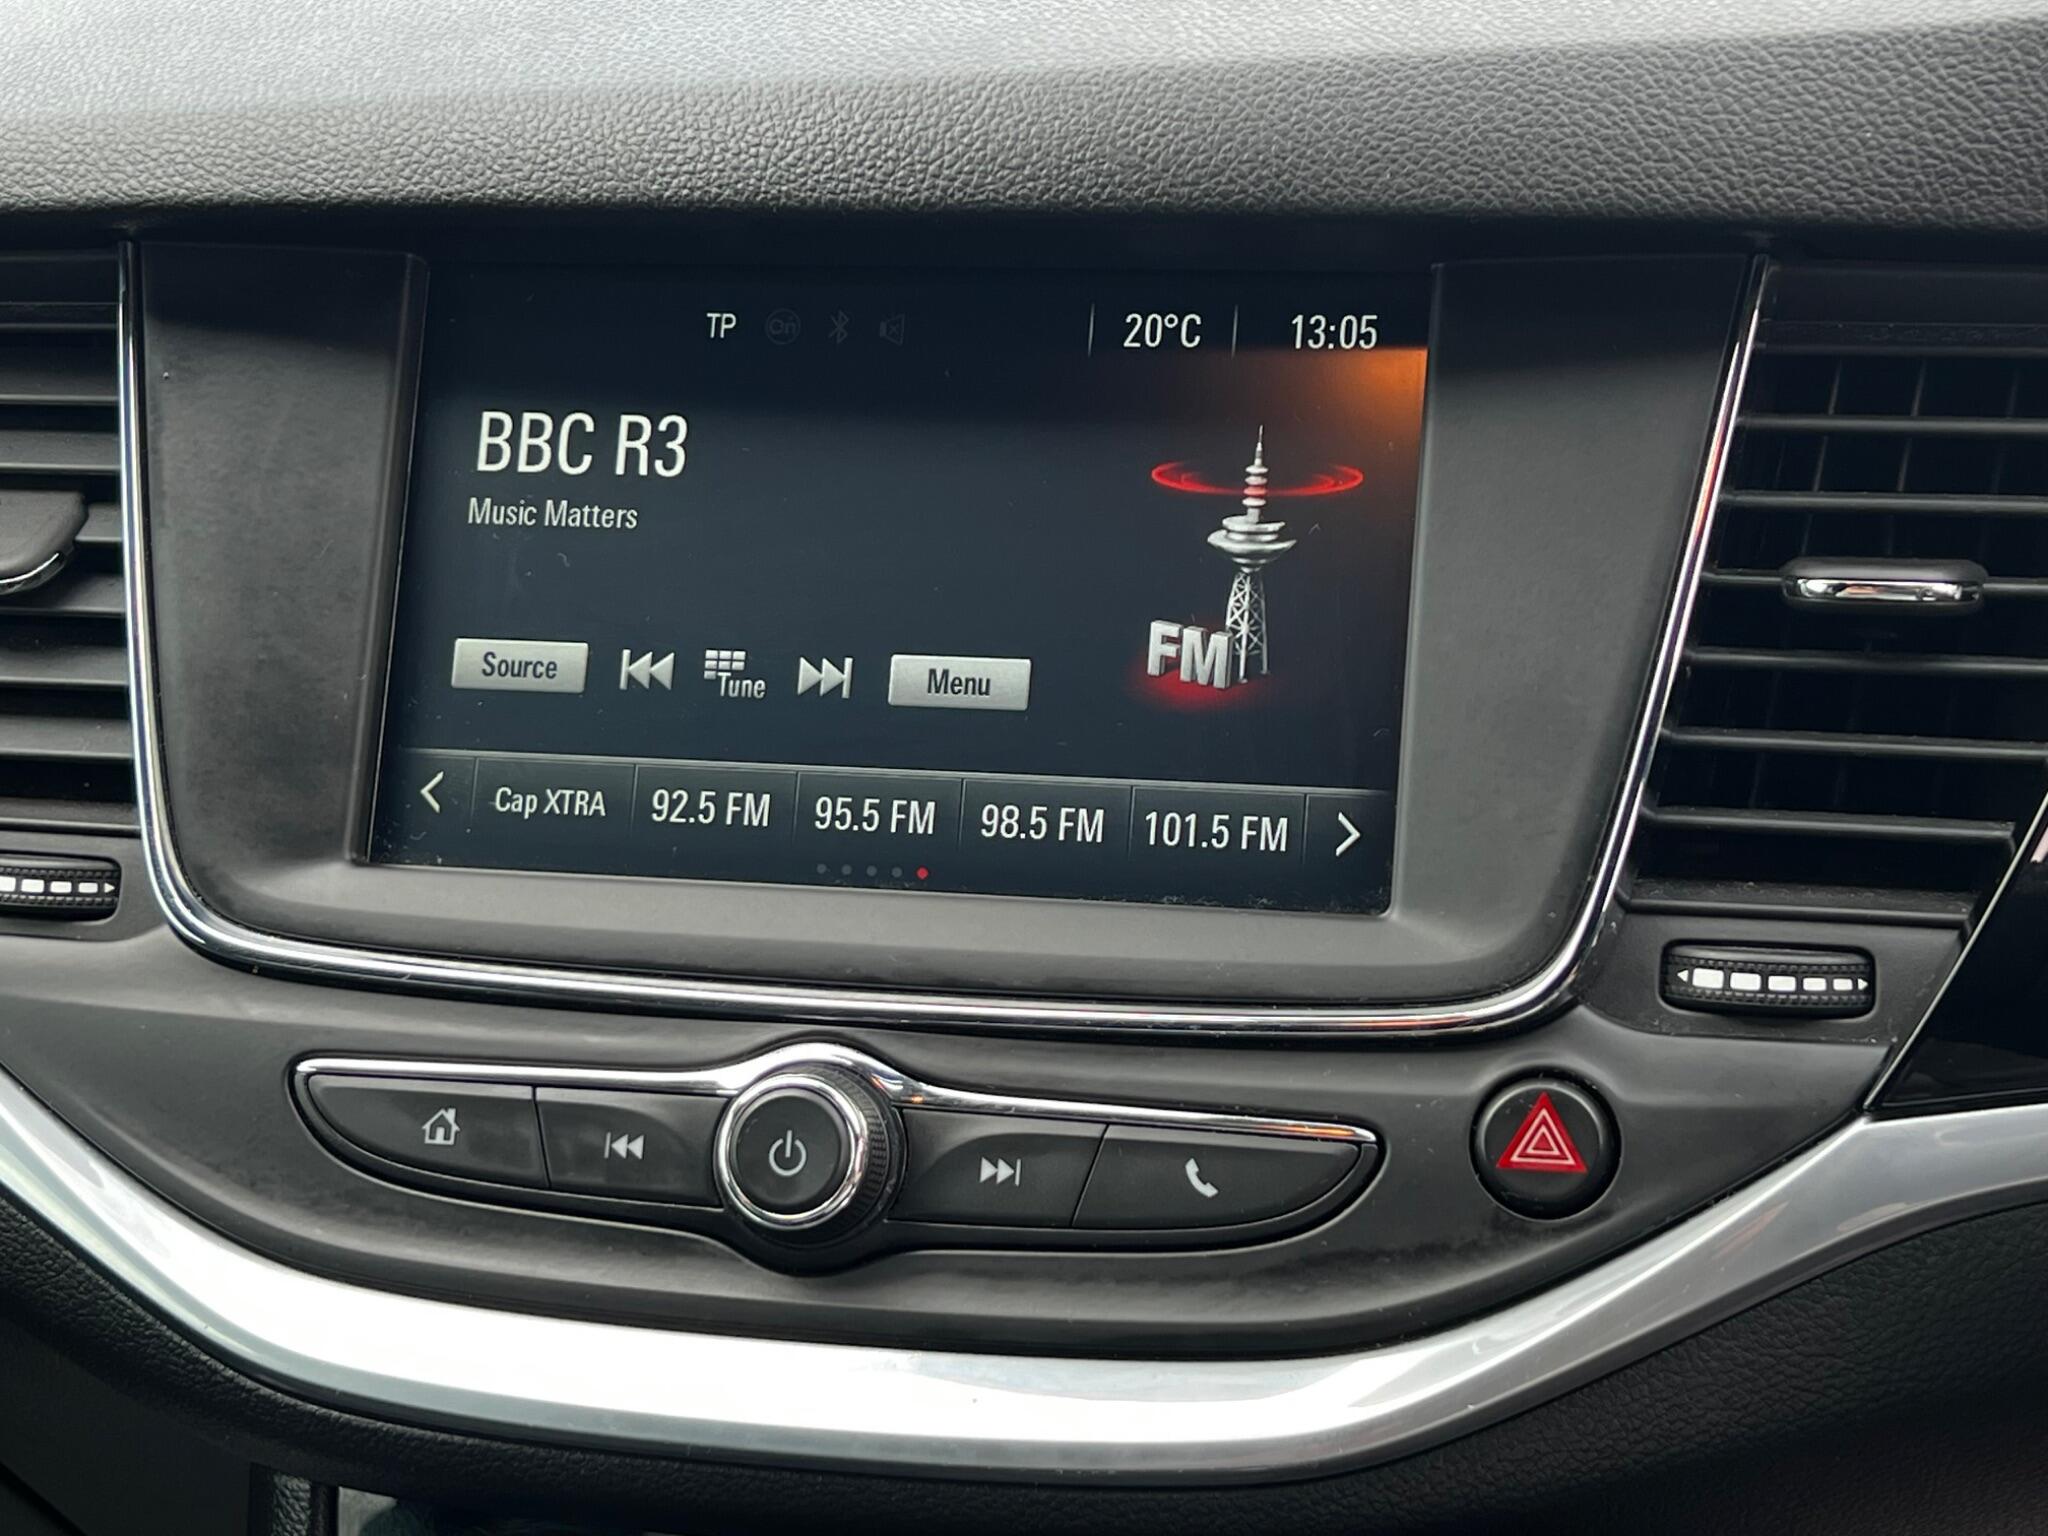 TP On 20°C 13:05
BBC R3
Music Matters
Source Tune Menu
FM
Cap XTRA 92.5 FM 95.5 FM 98.5 FM 101.5 FM